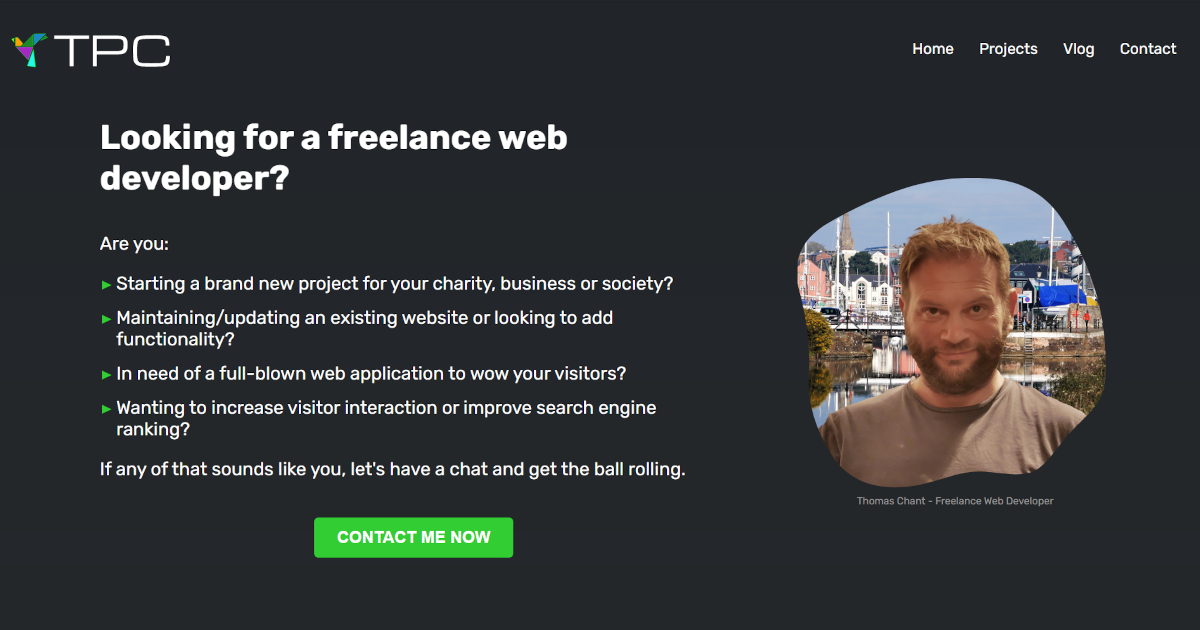 TPC
Home Projects Vlog Contact
Looking for a freelance web
developer?
Are you:
▸ Starting a brand new project for your charity, business or society?
▸ Maintaining/updating an existing website or looking to add
functionality?
▸ In need of a full-blown web application to wow your visitors?
▸ Wanting to increase visitor interaction or improve search engine
ranking?
If any of that sounds like you, let's have a chat and get the ball rolling.
Thomas Chant - Freelance Web Developer
CONTACT ME NOW